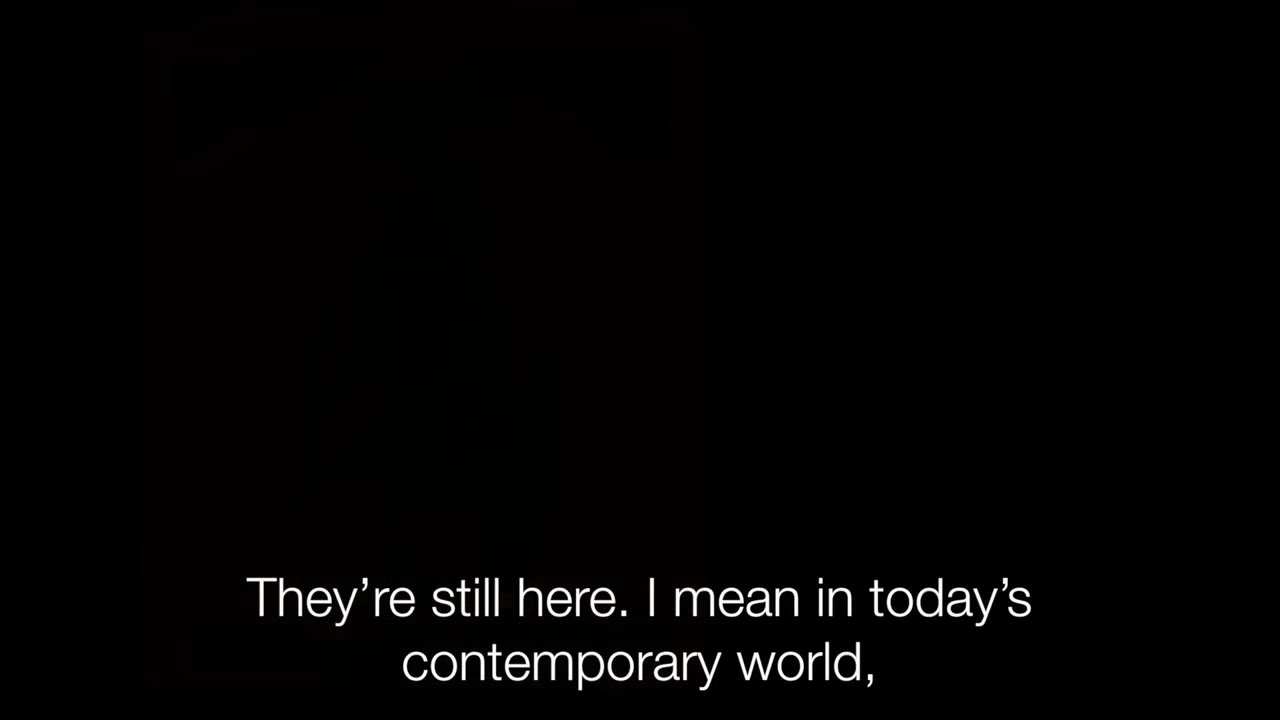 They’re still here. I mean in today’s
contemporary world,